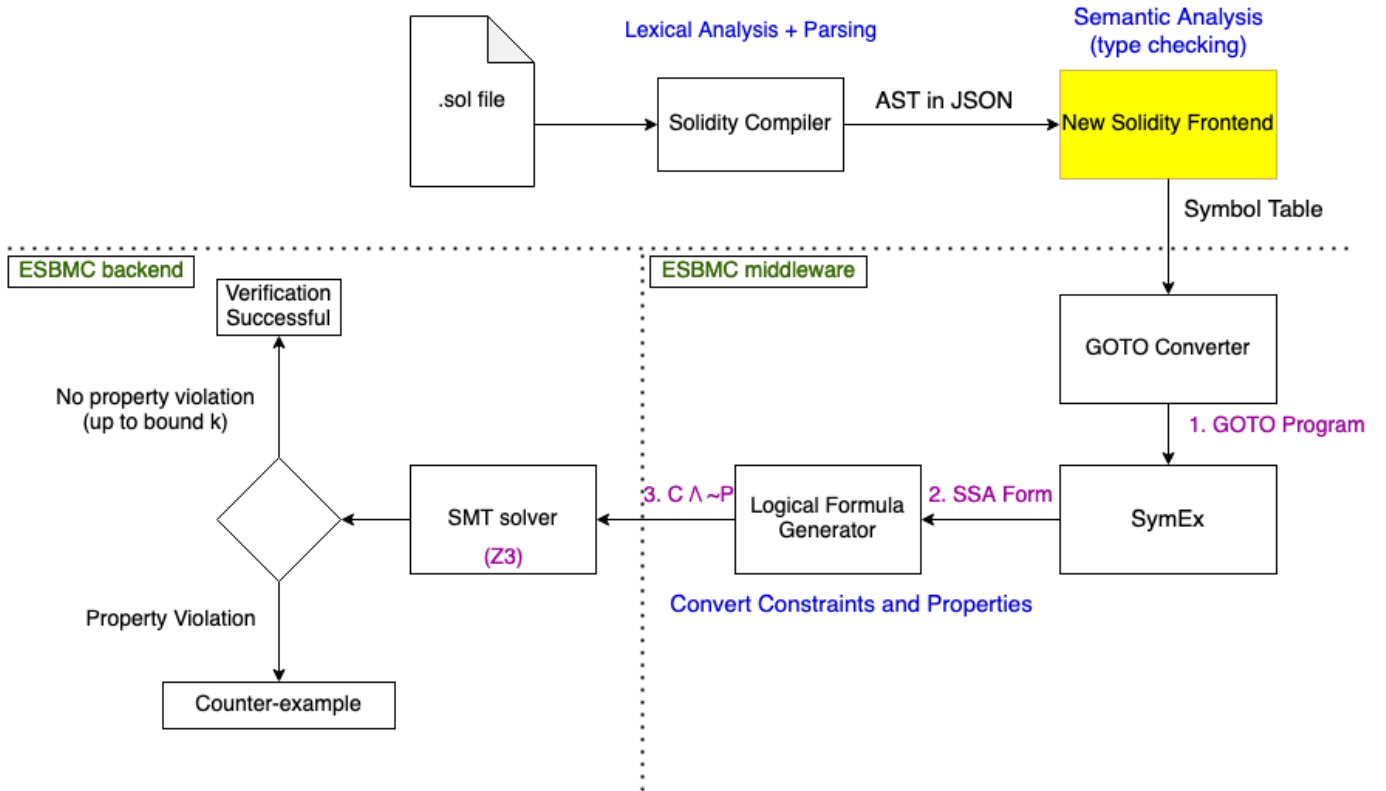 Lexical Analysis + Parsing
Semantic Analysis
(type checking)
.sol file
Solidity Compiler
AST in JSON
New Solidity Frontend
Symbol Table
ESBMC backend
ESBMC middleware
Verification
Successful
GOTO Converter
No property violation
(up to bound k)
1. GOTO Program
SMT solver
(Z3)
3. C ∧ ~P
Logical Formula
Generator
2. SSA Form
SymEx
Convert Constraints and Properties
Property Violation
Counter-example